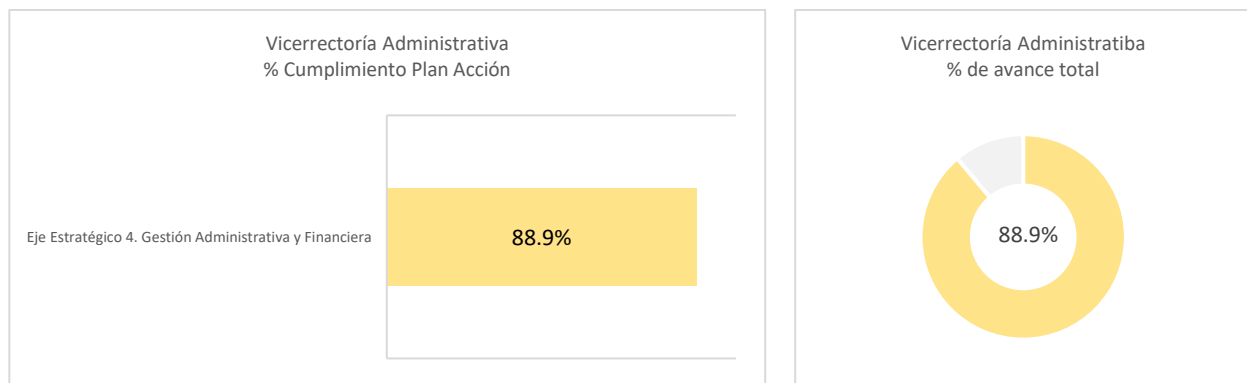 Vicerrectoría Administrativa
% Cumplimiento Plan Acción
Eje Estratégico 4. Gestión Administrativa y Financiera
88.9%
Vicerrectoría Administratiba
% de avance total
88.9%